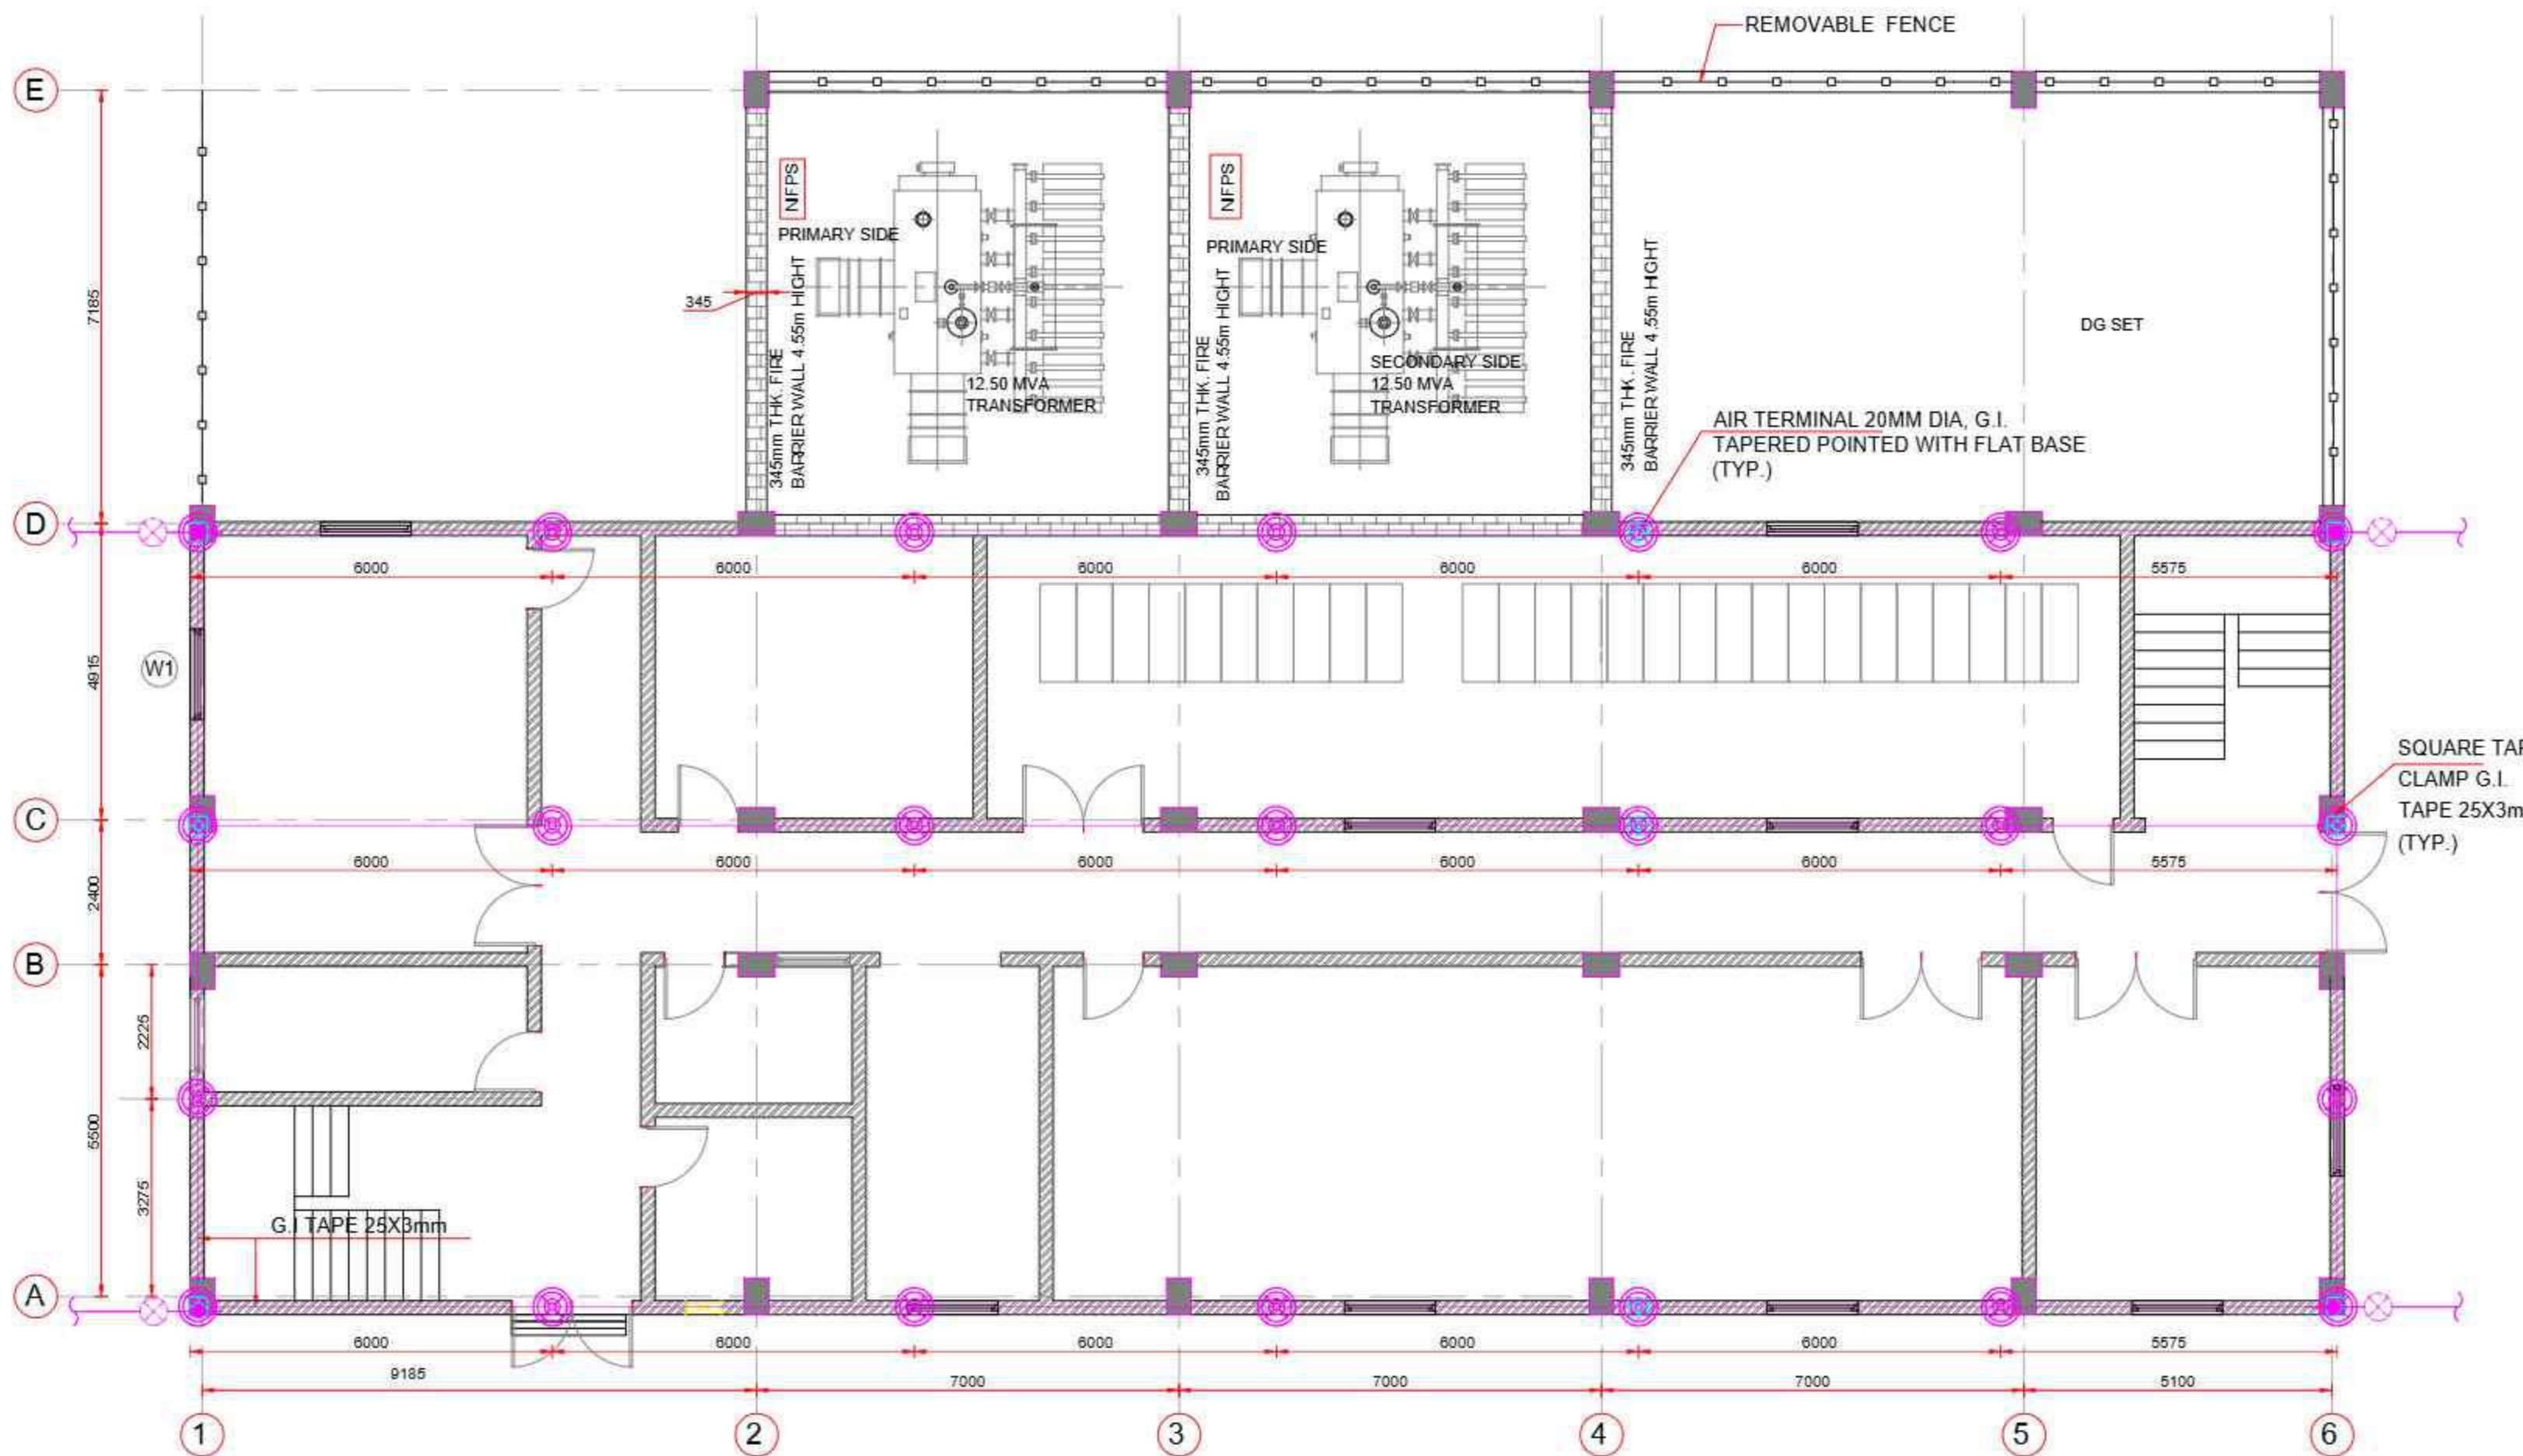 REMOVABLE FENCE
E
NFPS
NFPS
PRIMARY SIDE
PRIMARY SIDE
7185
345
345mm THK. FIRE
BARRIER WALL 4.55m HIGHT
345mm THK. FIRE
BARRIER WALL 4.55m HIGHT
345mm THK. FIRE
BARRIER WALL 4.55m HIGHT
DG SET
12.50 MVA
TRANSFORMER
SECONDARY SIDE
12.50 MVA
TRANSFORMER
AIR TERMINAL 20MM DIA, G.I.
TAPERED POINTED WITH FLAT BASE
(TYP.)
D
6000
6000
6000
6000
6000
5575
4915
W1
SQUARE TAP
CLAMP G.I.
TAPE 25X3m
(TYP.)
C
6000
6000
6000
6000
6000
5575
2400
B
2225
5500
3275
G.I TAPE 25X3mm
A
6000
6000
6000
6000
6000
5575
9185
7000
7000
7000
5100
1
2
3
4
5
6